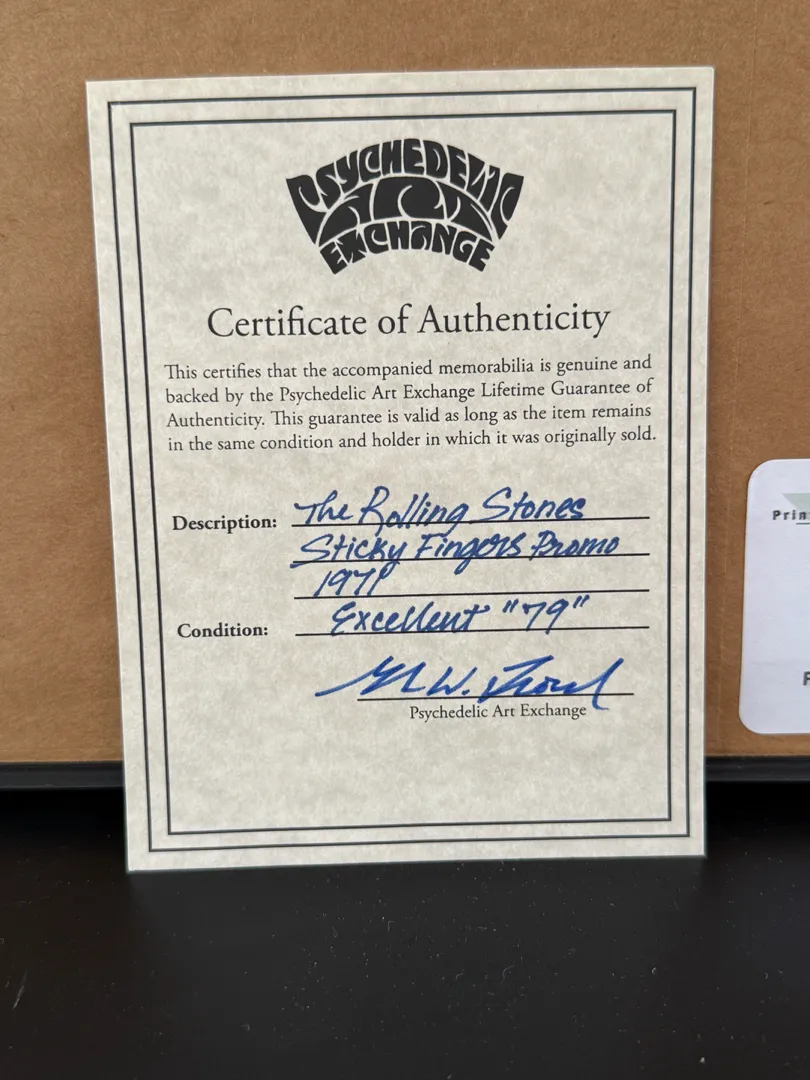 PSYCHEDELIC
ART
EXCHANGE
Certificate of Authenticity
This certifies that the accompanied memorabilia is genuine and
backed by the Psychedelic Art Exchange Lifetime Guarantee of
Authenticity. This guarantee is valid as long as the item remains
in the same condition and holder in which it was originally sold.
Description: The Rolling Stones
Sticky Fingers Promo
1971
Condition: Excellent "79"
Psychedelic Art Exchange
Prin